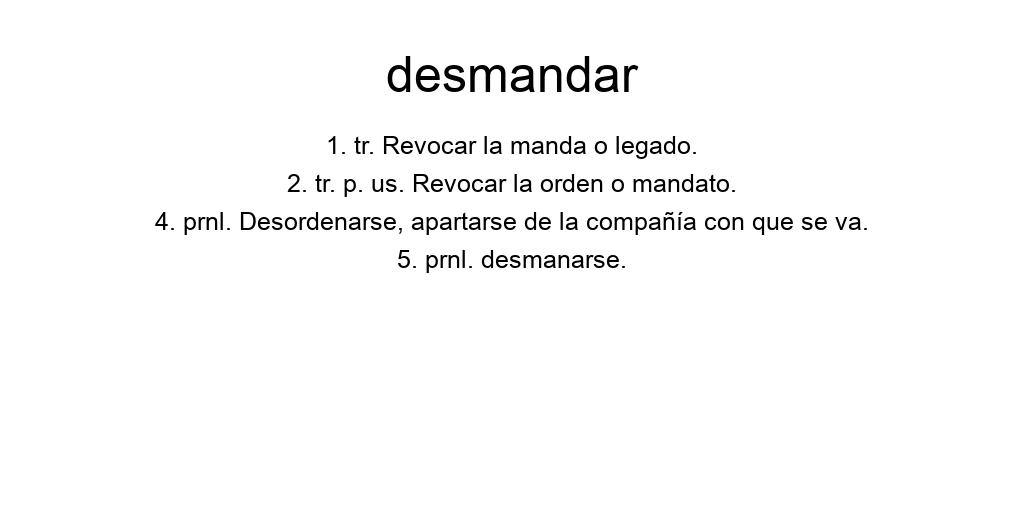 desmandar
1. tr. Revocar la manda o legado.
2. tr. p. us. Revocar la orden o mandato.
4. prnl. Desordenarse, apartarse de la compañía con que se va.
5. prnl. desmanarse.